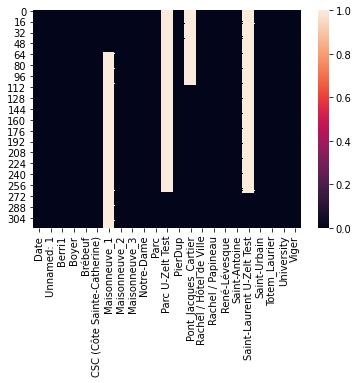 0
16
32
48
64
80
96
112
128
144
160
176
192
208
224
240
256
272
288
304
1.0
0.8
0.6
0.4
0.2
0.0
Date
Unnamed: 1
Berri1
Boyer
Brébeuf
CSC (Côte Sainte-Catherine)
Maisonneuve_1
Maisonneuve_2
Maisonneuve_3
Notre-Dame
Parc
Parc U-Zelt Test
PierDup
Pont_Jacques_Cartier
Rachel / Hôtel de Ville
Rachel / Papineau
René-Lévesque
Saint-Antoine
Saint-Laurent U-Zelt Test
Saint-Urbain
Totem_Laurier
University
Viger